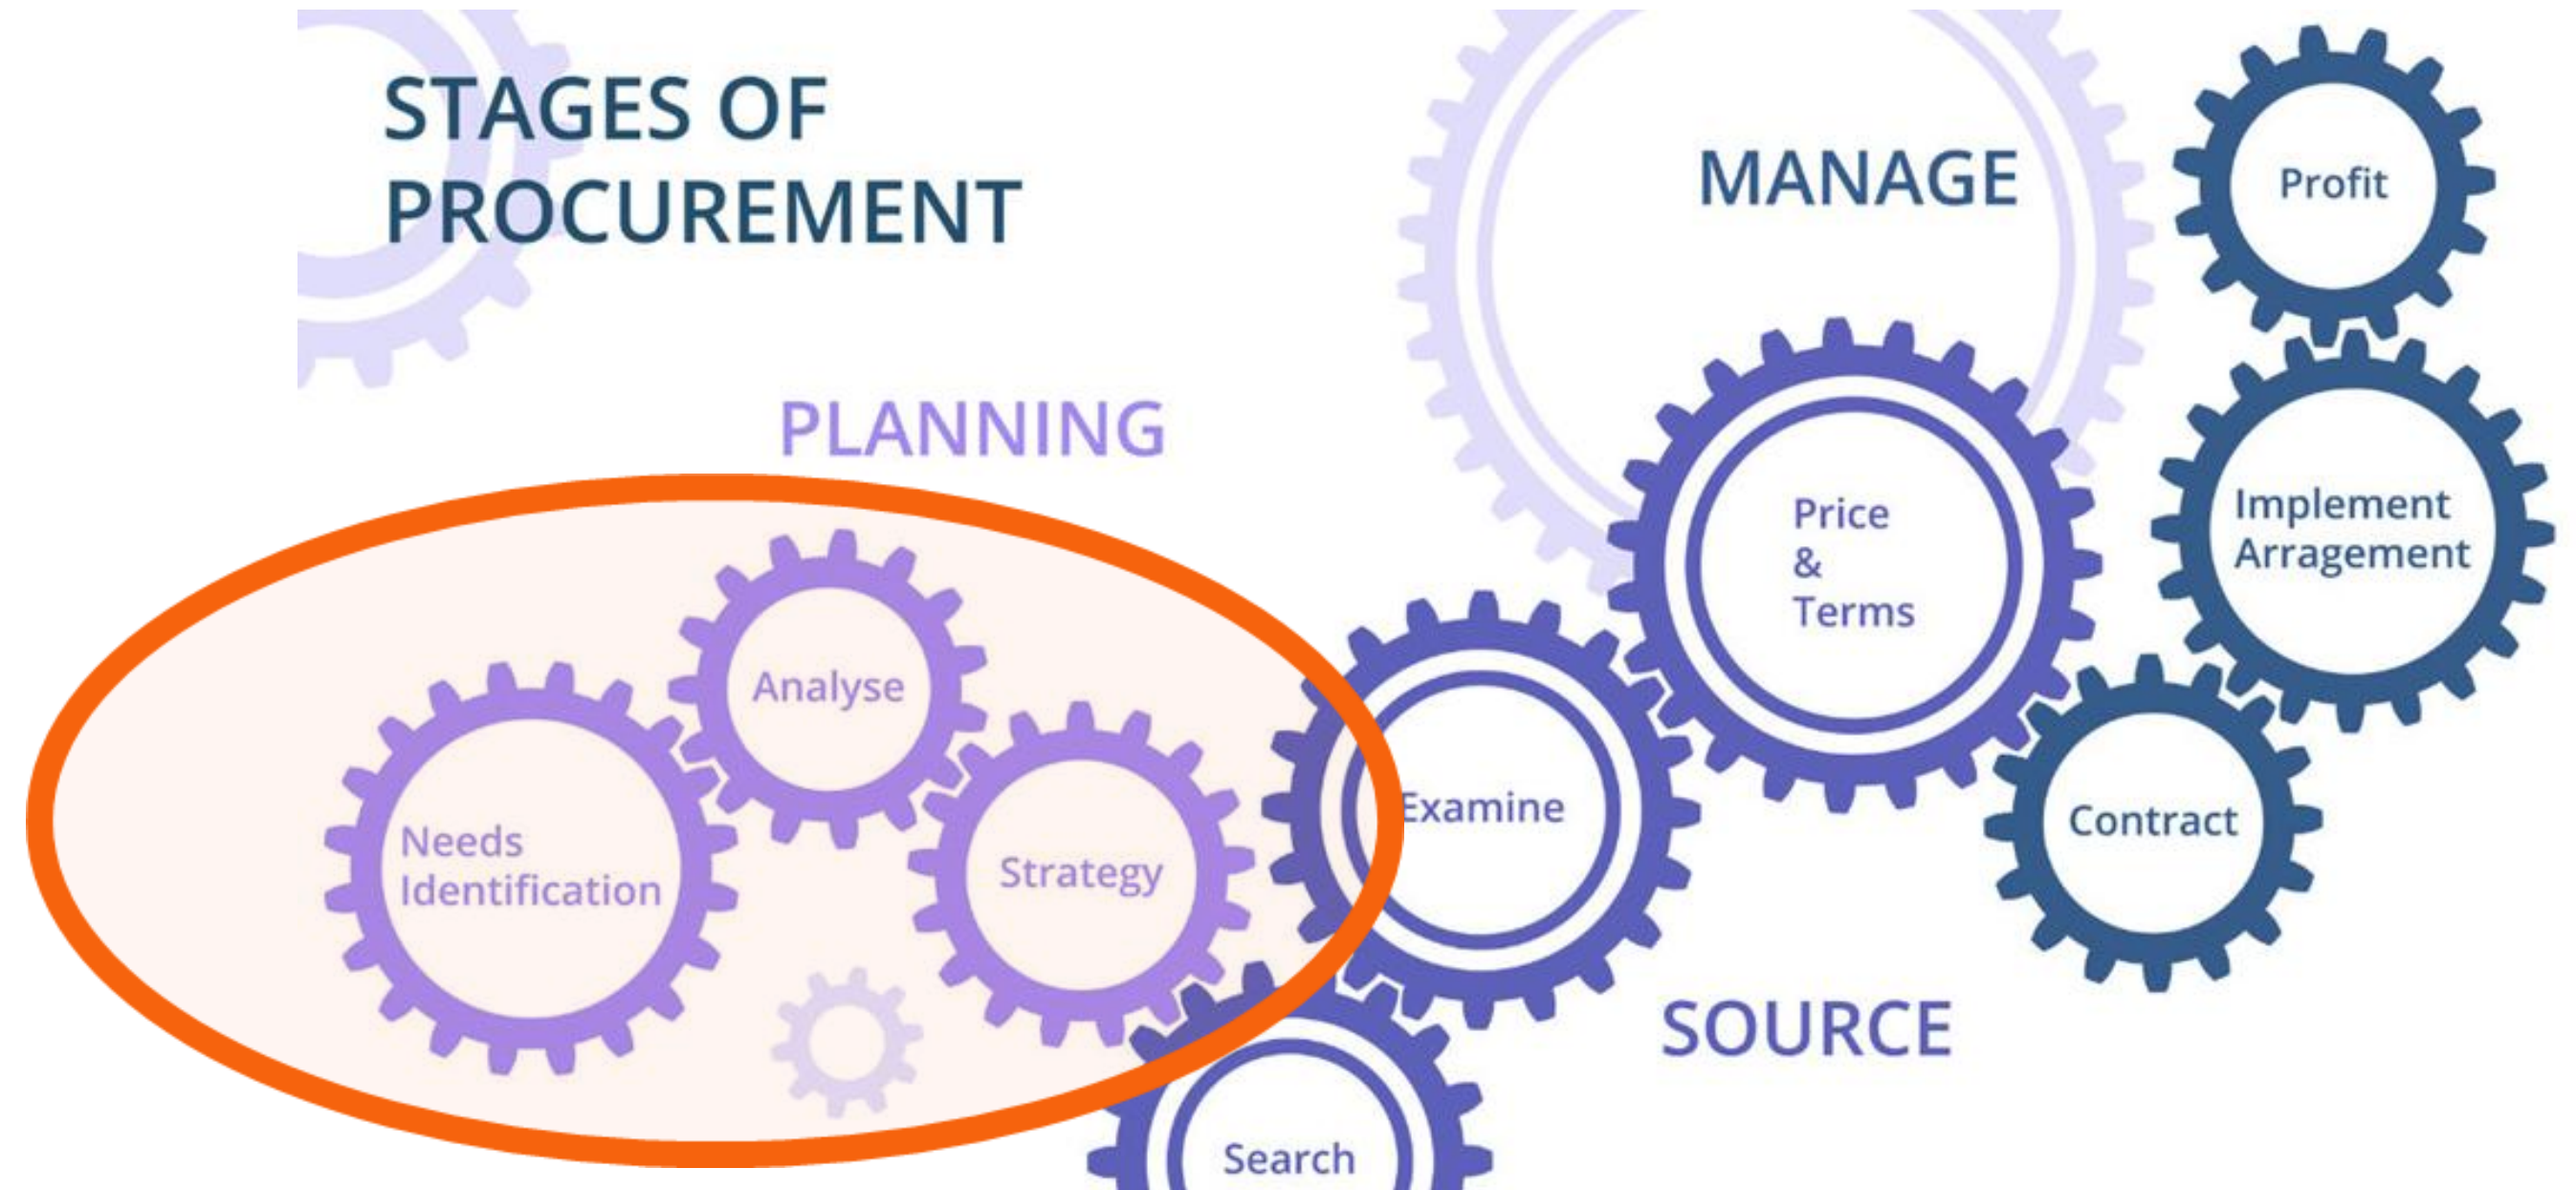 STAGES OF
PROCUREMENT
PLANNING
Needs
Identification
Analyse
Strategy
Search
Examine
SOURCE
Price
&
Terms
MANAGE
Contract
Implement
Arragement
Profit